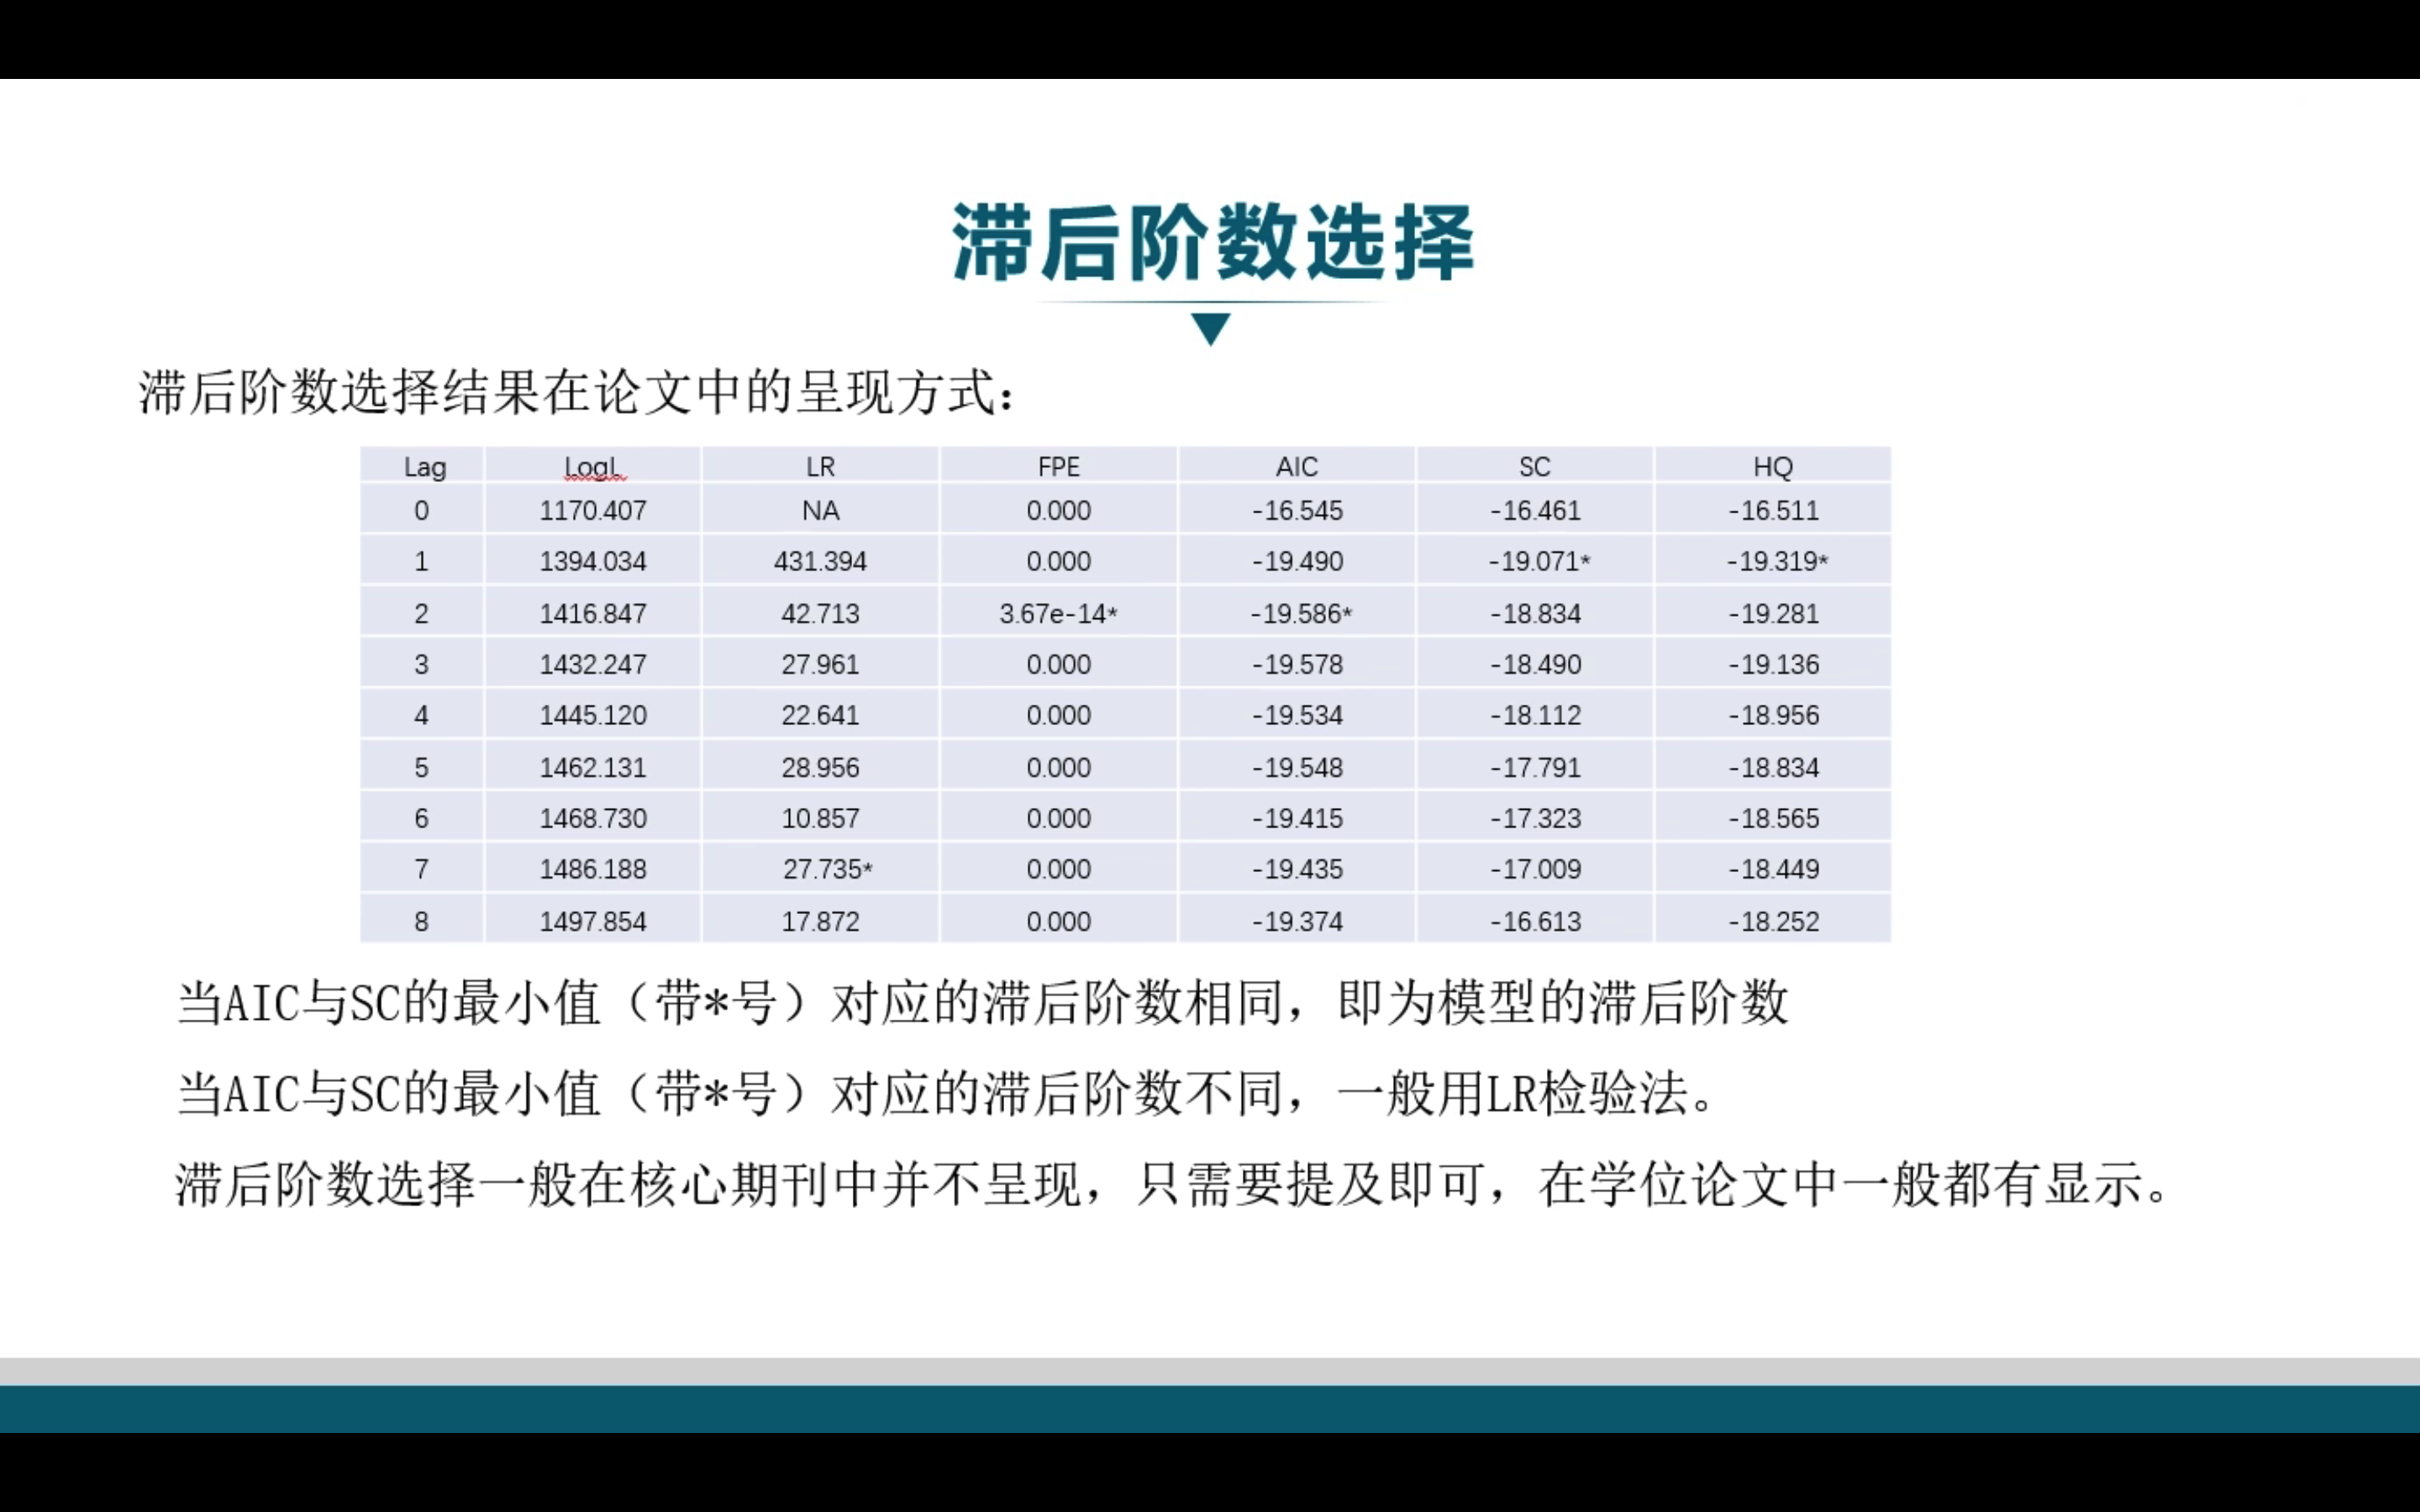 滞后阶数选择
滞后阶数选择结果在论文中的呈现方式：
Lag LogL LR FPE AIC SC HQ
0 1170.407 NA 0.000 -16.545 -16.461 -16.511
1 1394.034 431.394 0.000 -19.490 -19.071* -19.319*
2 1416.847 42.713 3.67e-14* -19.586* -18.834 -19.281
3 1432.247 27.961 0.000 -19.578 -18.490 -19.136
4 1445.120 22.641 0.000 -19.534 -18.112 -18.956
5 1462.131 28.956 0.000 -19.548 -17.791 -18.834
6 1468.730 10.857 0.000 -19.415 -17.323 -18.565
7 1486.188 27.735* 0.000 -19.435 -17.009 -18.449
8 1497.854 17.872 0.000 -19.374 -16.613 -18.252
当AIC与SC的最小值（带*号）对应的滞后阶数相同，即为模型的滞后阶数
当AIC与SC的最小值（带*号）对应的滞后阶数不同，一般用LR检验法。
滞后阶数选择一般在核心期刊中并不呈现，只需要提及即可，在学位论文中一般都有显示。